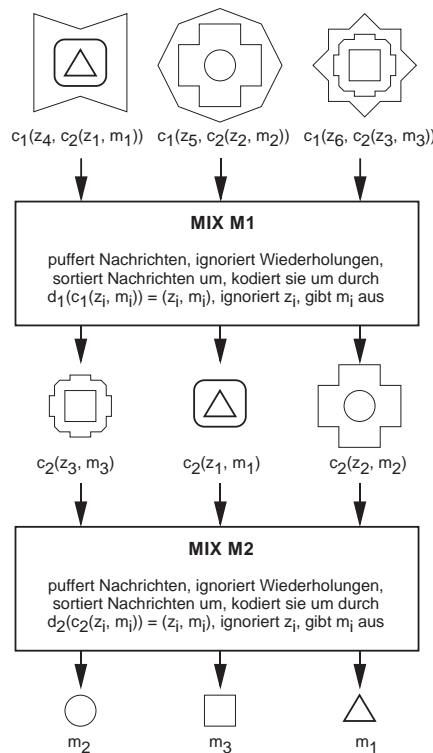 c1(z4, c2(z1, m1)) c1(z5, c2(z2, m2)) c1(z6, c2(z3, m3))
MIX M1
puffert Nachrichten, ignoriert Wiederholungen,
sortiert Nachrichten um, kodiert sie um durch
d1(c1(zi, mi)) = (zi, mi), ignoriert zi, gibt mi aus
c2(z3, m3) c2(z1, m1) c2(z2, m2)
MIX M2
puffert Nachrichten, ignoriert Wiederholungen,
sortiert Nachrichten um, kodiert sie um durch
d2(c2(zi, mi)) = (zi, mi), ignoriert zi, gibt mi aus
m2 m3 m1